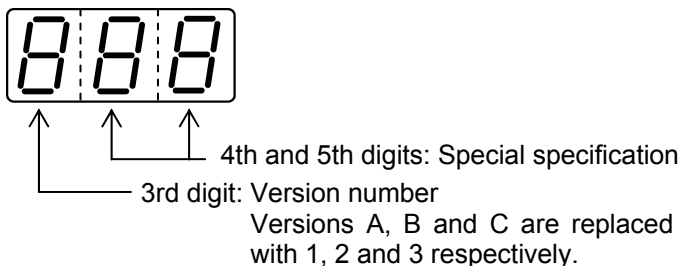 888
4th and 5th digits: Special specification
3rd digit: Version number
Versions A, B and C are replaced
with 1, 2 and 3 respectively.